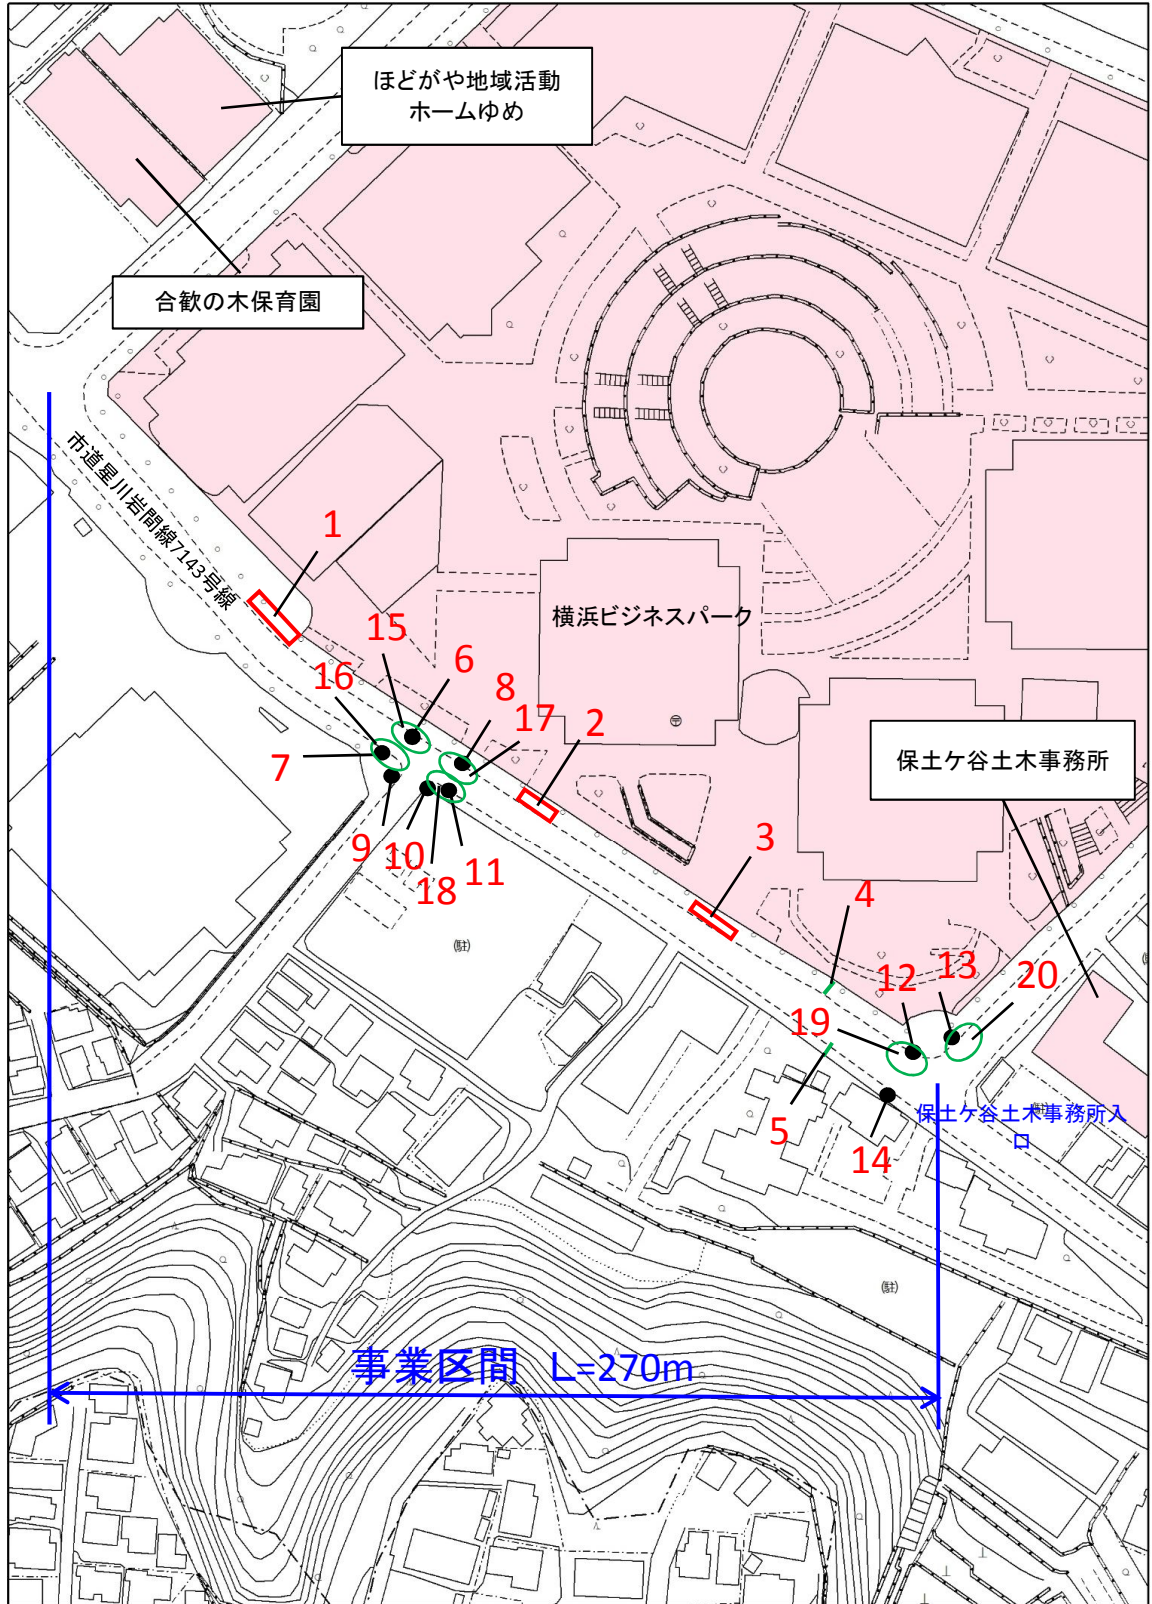 ほどがや地域活動
ホームゆめ
合歓の木保育園
市道星川岩間線7143号線
1
横浜ビジネスパーク
15
6
16
8
17
2
7
保土ケ谷土木事務所
9
10
11
18
3
4
12
13
20
19
(駐)
5
14
保土ケ谷土木事務所入
口
(駐)
(駐)
事業区間 L=270m